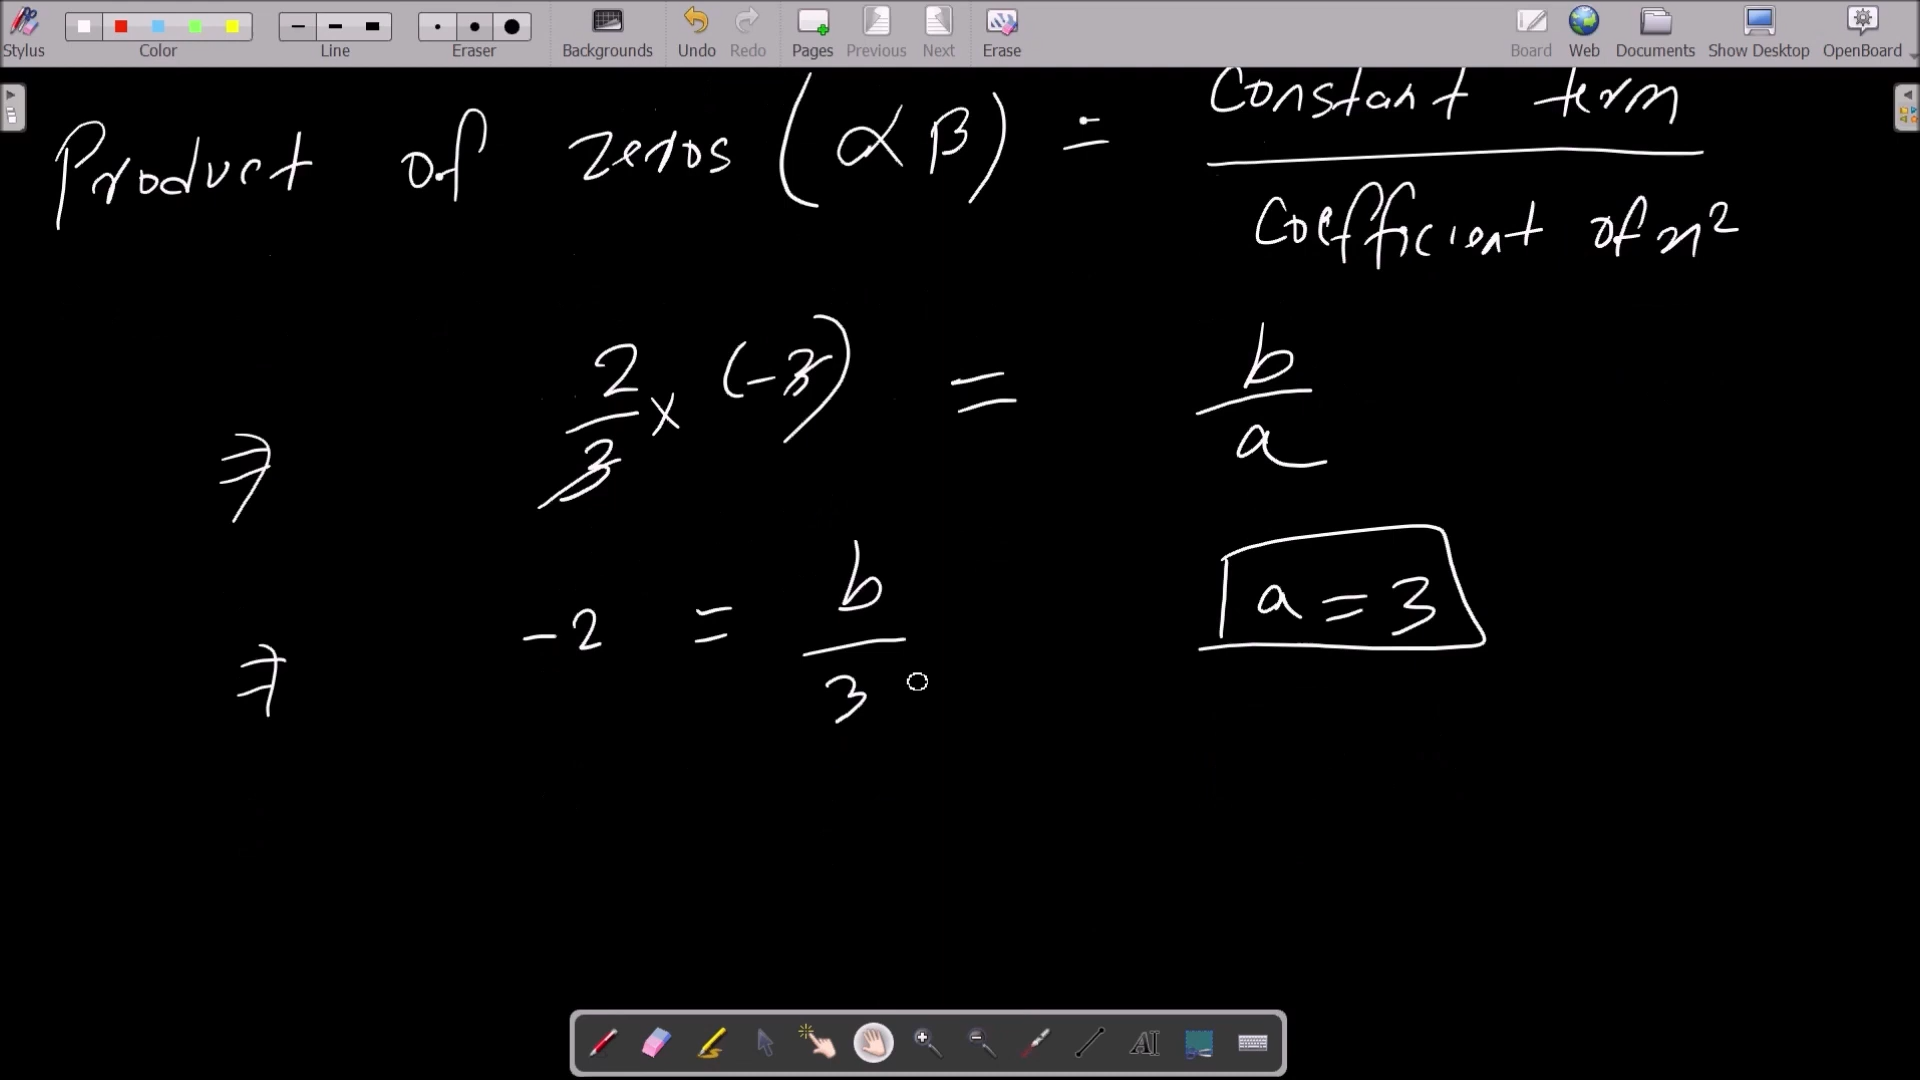 Stylus Color Line Eraser Backgrounds Undo Redo Pages Previous Next Erase Board Web Documents Show Desktop OpenBoard
Product of zeros (αβ) = Constant term / Coefficient of x²
⇒ 2/3 × (-3) = b/a
a = 3
⇒ -2 = b/3
AI